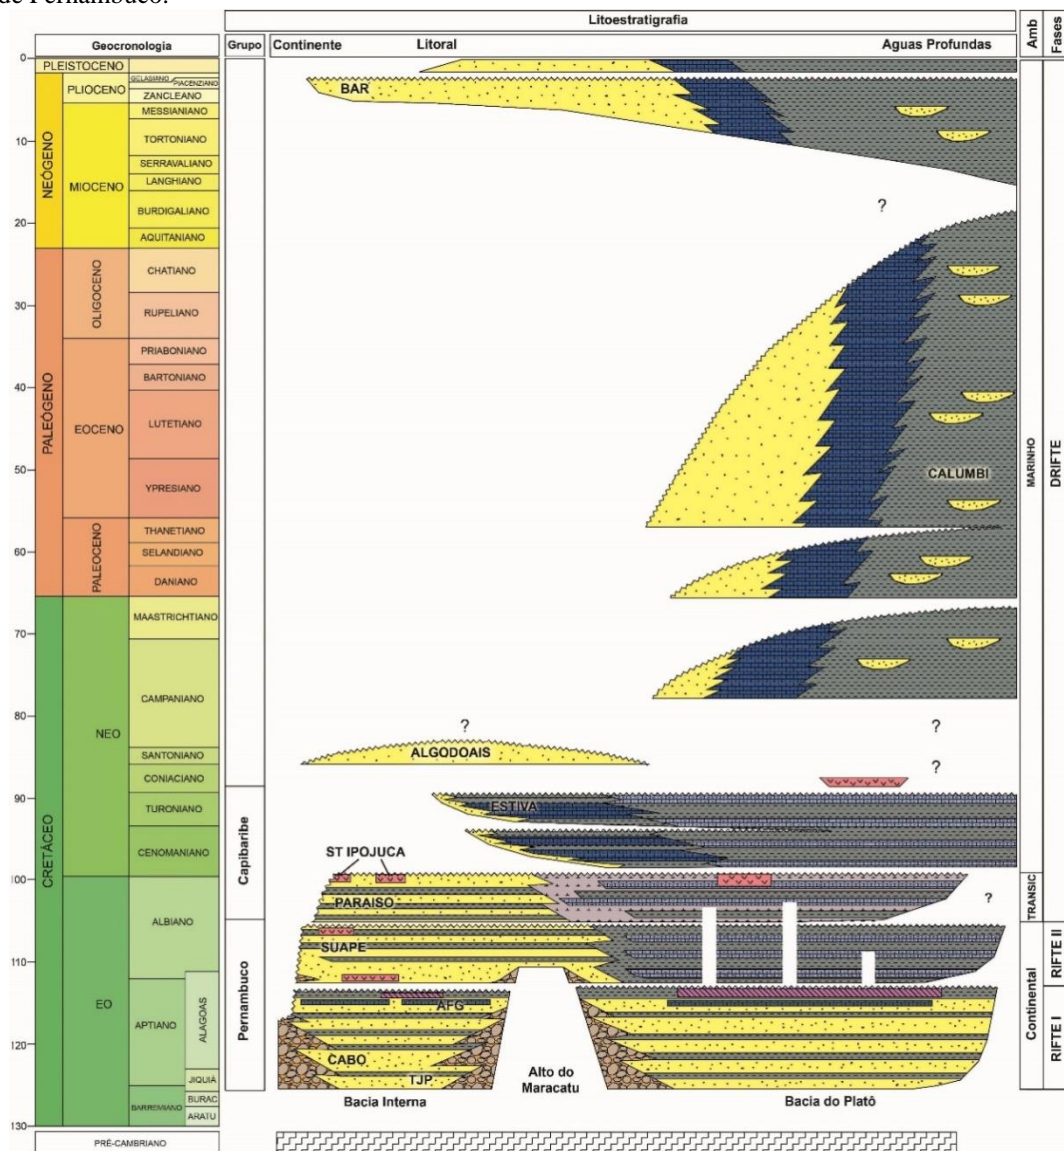 de Pernambuco.
Litoestratigrafia
Geocronologia
Grupo
Continente Litoral Aguas Profundas
Amb
Fases
0
10
20
30
40
50
60
70
80
90
100
110
120
130
NEÓGENO
PALEÓGENO
CRETÁCEO
PLEISTOCENO
PLIOCENO
MIOCENO
OLIGOCENO
EOCENO
PALEOCENO
NEO
EO
GELASIANO
PIACENZIANO
ZANCLEANO
MESSIANIANO
TORTONIANO
SERRAVALIANO
LANGHIANO
BURDIGALIANO
AQUITANIANO
CHATIANO
RUPELIANO
PRIABONIANO
BARTONIANO
LUTETIANO
YPRESIANO
THANETIANO
SELANDIANO
DANIANO
MAASTRICHTIANO
CAMPANIANO
SANTONIANO
CONIACIANO
TURONIANO
CENOMANIANO
ALBIANO
APTIANO
ALAGOAS
JIQUIÁ
BARREMIANO
BURAC
ARATU
PRÉ-CAMBRIANO
Capibaribe
Pernambuco
BAR
?
CALUMBI
?
?
ALGODOAIS
?
ESTIVA
ST IPOJUCA
PARAISO
?
SUAPE
AFG
CABO
TJP
Alto do
Maracatu
Bacia Interna
Bacia do Platô
MARINHO
TRANSIC
Continental
DRIFTE
RIFTE II
RIFTE I